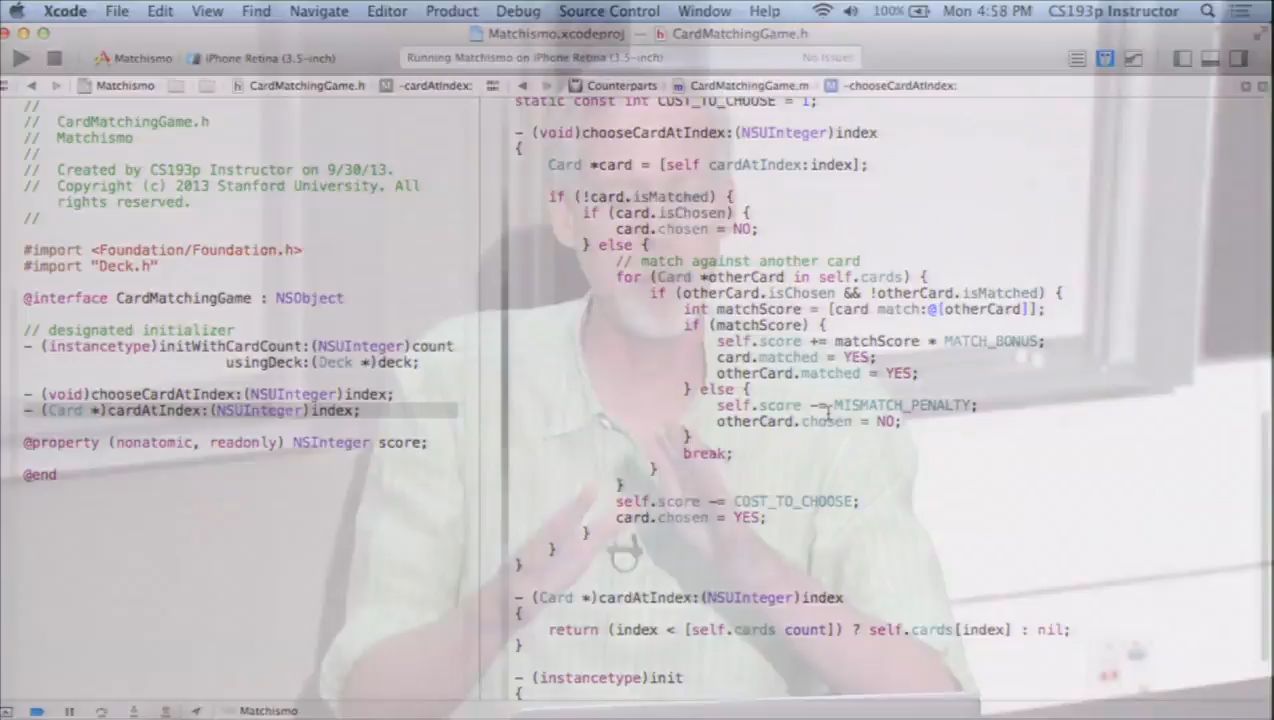 Xcode File Edit View Find Navigate Editor Product Debug Source Control Window Help 100% Mon 4:58 PM CS193p Instructor
Matchismo.xcodeproj — CardMatchingGame.h
Matchismo iPhone Retina (3.5-inch) Running Matchismo on iPhone Retina (3.5-inch) No Issues
Matchismo CardMatchingGame.h -cardAtIndex: Counterparts CardMatchingGame.m -chooseCardAtIndex:
//
// CardMatchingGame.h
// Matchismo
//
// Created by CS193p Instructor on 9/30/13.
// Copyright (c) 2013 Stanford University. All
rights reserved.
//
#import <Foundation/Foundation.h>
#import "Deck.h"
@interface CardMatchingGame : NSObject
// designated initializer
- (instancetype)initWithCardCount:(NSUInteger)count
usingDeck:(Deck *)deck;
- (void)chooseCardAtIndex:(NSUInteger)index;
- (Card *)cardAtIndex:(NSUInteger)index;
@property (nonatomic, readonly) NSInteger score;
@end
static const int COST_TO_CHOOSE = 1;
- (void)chooseCardAtIndex:(NSUInteger)index
{
Card *card = [self cardAtIndex:index];
if (!card.isMatched) {
if (card.isChosen) {
card.chosen = NO;
} else {
// match against another card
for (Card *otherCard in self.cards) {
if (otherCard.isChosen && !otherCard.isMatched) {
int matchScore = [card match:@[otherCard]];
if (matchScore) {
self.score += matchScore * MATCH_BONUS;
card.matched = YES;
otherCard.matched = YES;
} else {
self.score -= MISMATCH_PENALTY;
otherCard.chosen = NO;
}
break;
}
}
self.score -= COST_TO_CHOOSE;
card.chosen = YES;
}
}
}
- (Card *)cardAtIndex:(NSUInteger)index
{
return (index < [self.cards count]) ? self.cards[index] : nil;
}
- (instancetype)init
{
Matchismo